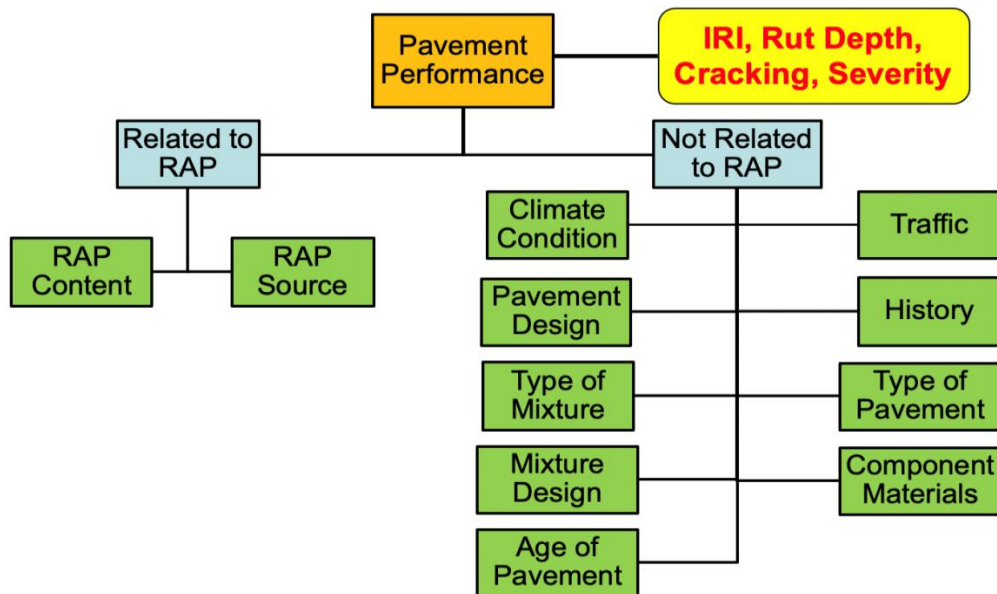 Pavement
Performance
IRI, Rut Depth,
Cracking, Severity
Related to
RAP
Not Related
to RAP
RAP
Content
RAP
Source
Climate
Condition
Traffic
Pavement
Design
History
Type of
Mixture
Type of
Pavement
Mixture
Design
Component
Materials
Age of
Pavement